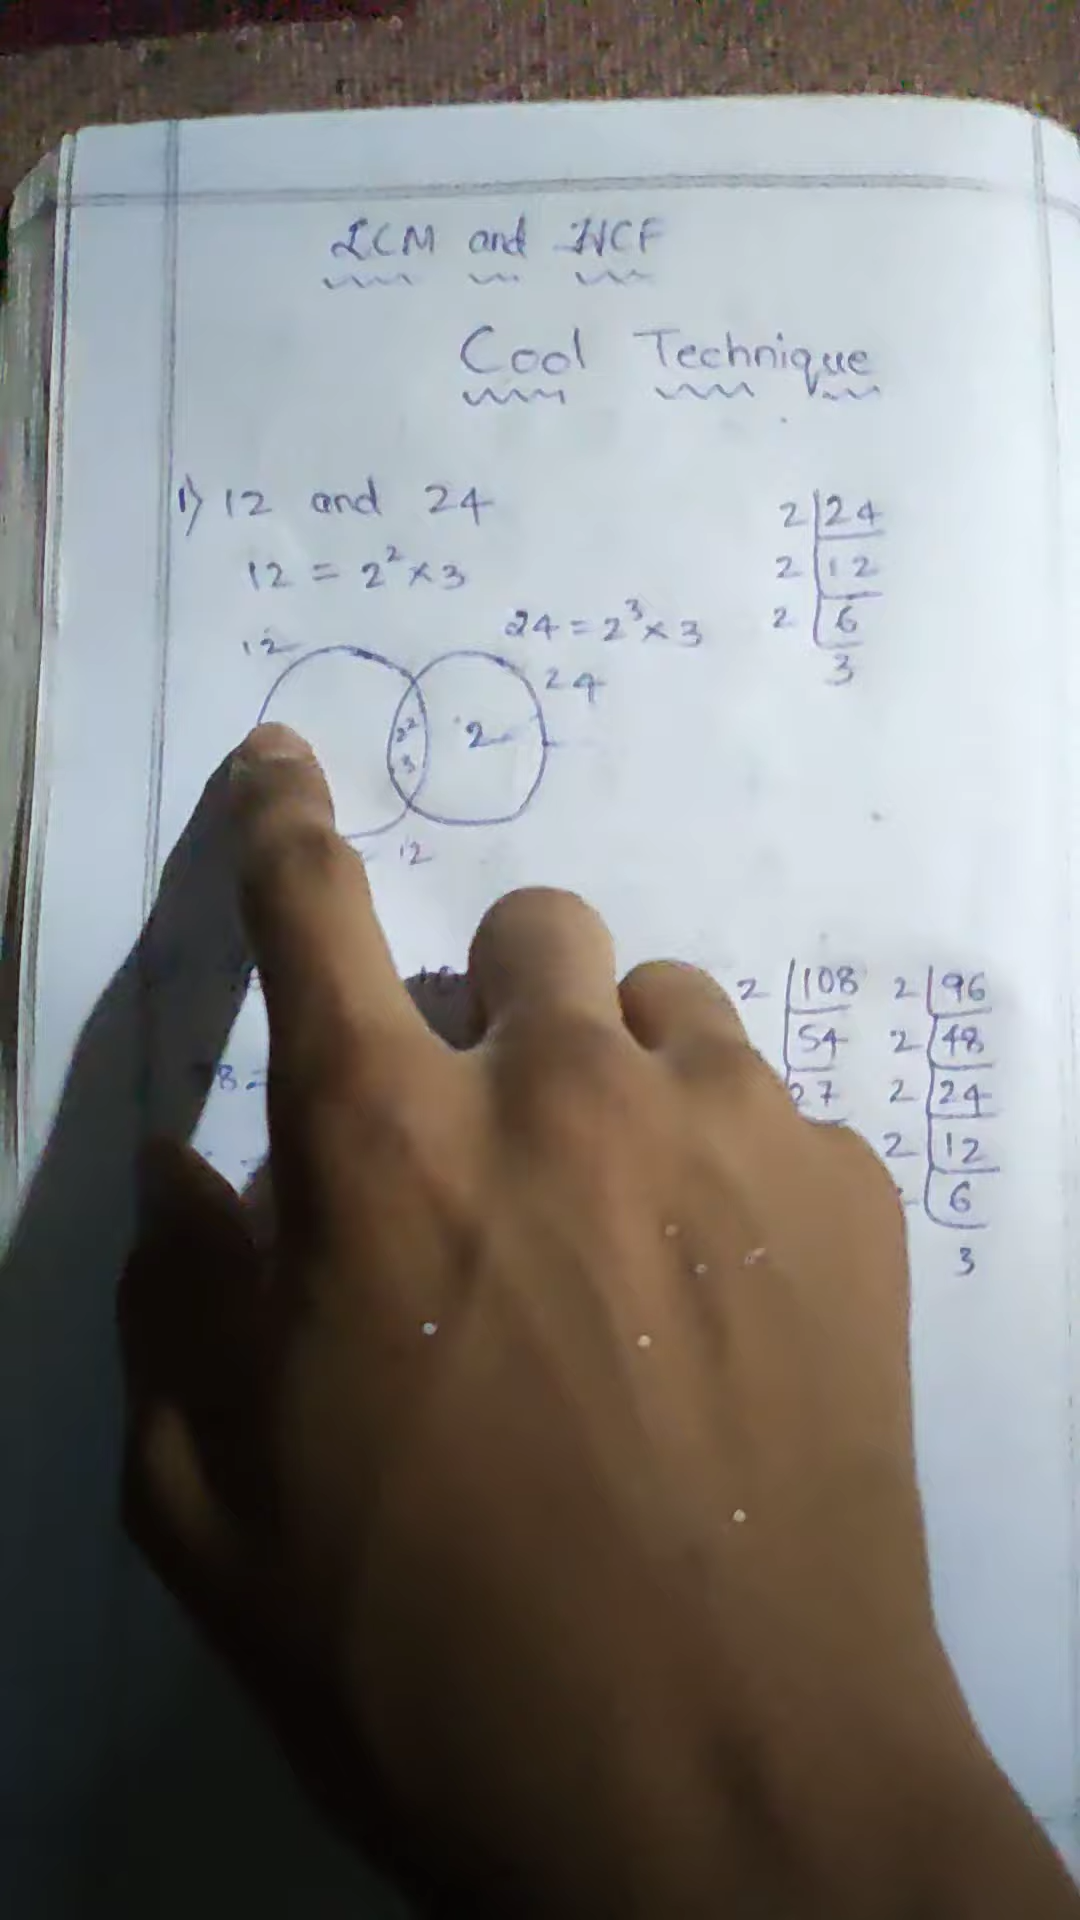 LCM and HCF
Cool Technique
1) 12 and 24
12 = 2² × 3
24 = 2³ × 3
12
24
2²
3
2
12
2 | 24
2 | 12
2 | 6
3
2 | 108
54
27
2 | 96
2 | 48
2 | 24
2 | 12
6
3